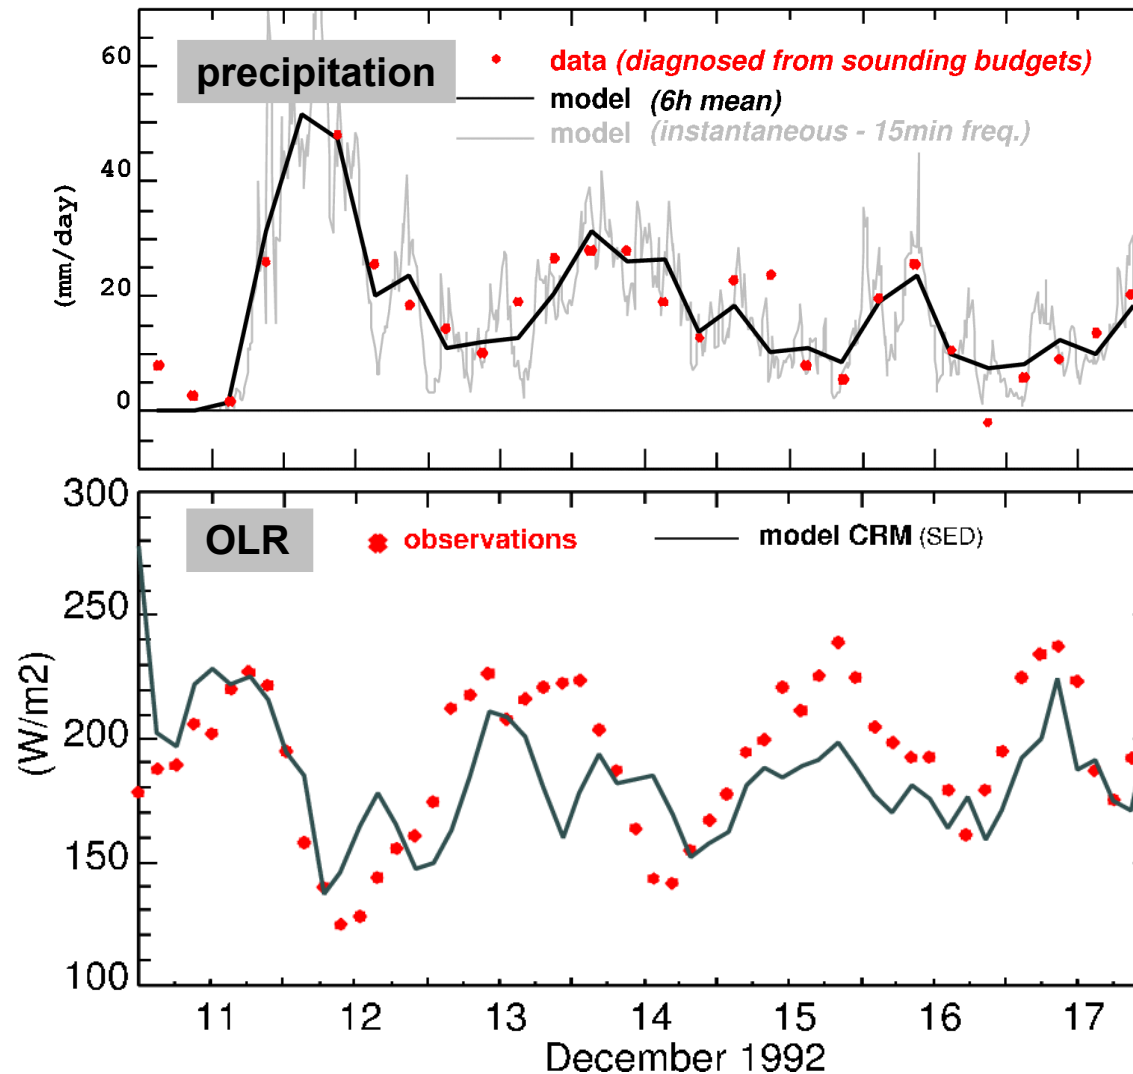 precipitation
data (diagnosed from sounding budgets)
model (6h mean)
model (instantaneous - 15min freq.)
60
40
20
0
(mm/day)
OLR
observations
model CRM (SED)
300
250
200
150
100
(W/m2)
11 12 13 14 15 16 17
December 1992